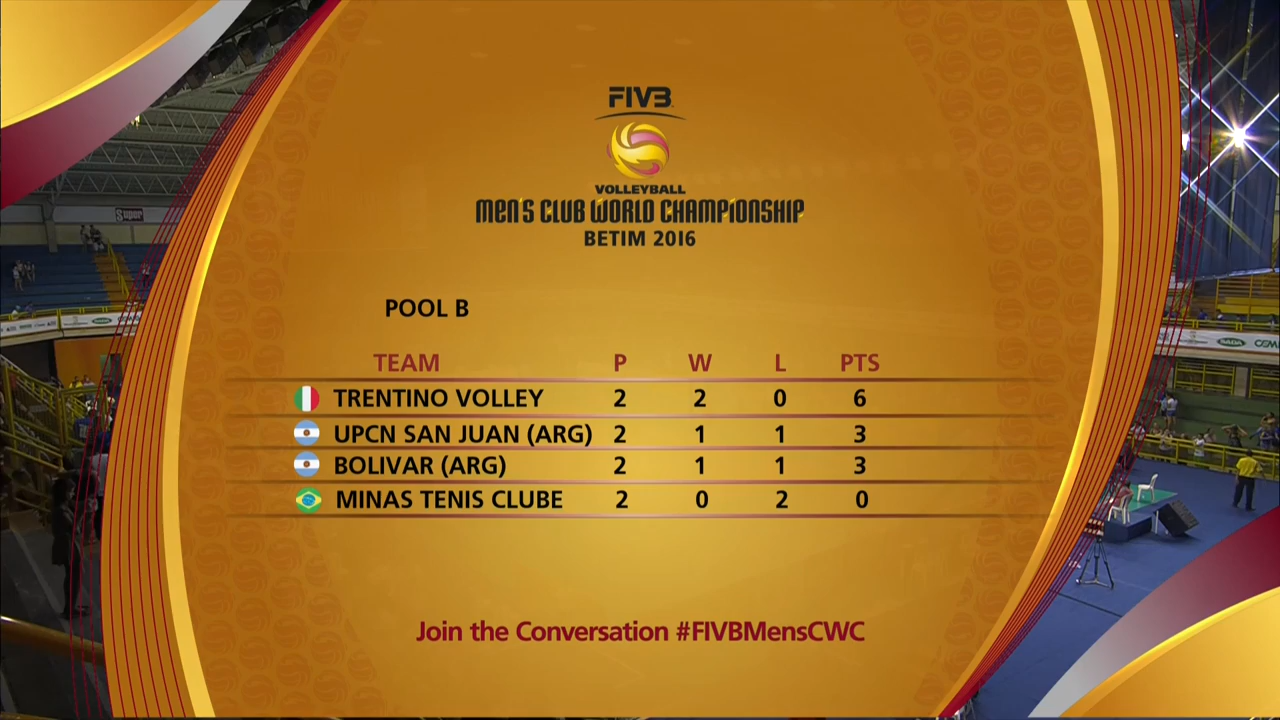 FIVB
VOLLEYBALL
MEN'S CLUB WORLD CHAMPIONSHIP
BETIM 2016
POOL B
TEAM P W L PTS
TRENTINO VOLLEY 2 2 0 6
UPCN SAN JUAN (ARG) 2 1 1 3
BOLIVAR (ARG) 2 1 1 3
MINAS TENIS CLUBE 2 0 2 0
Join the Conversation #FIVBMensCWC
Super
SADA